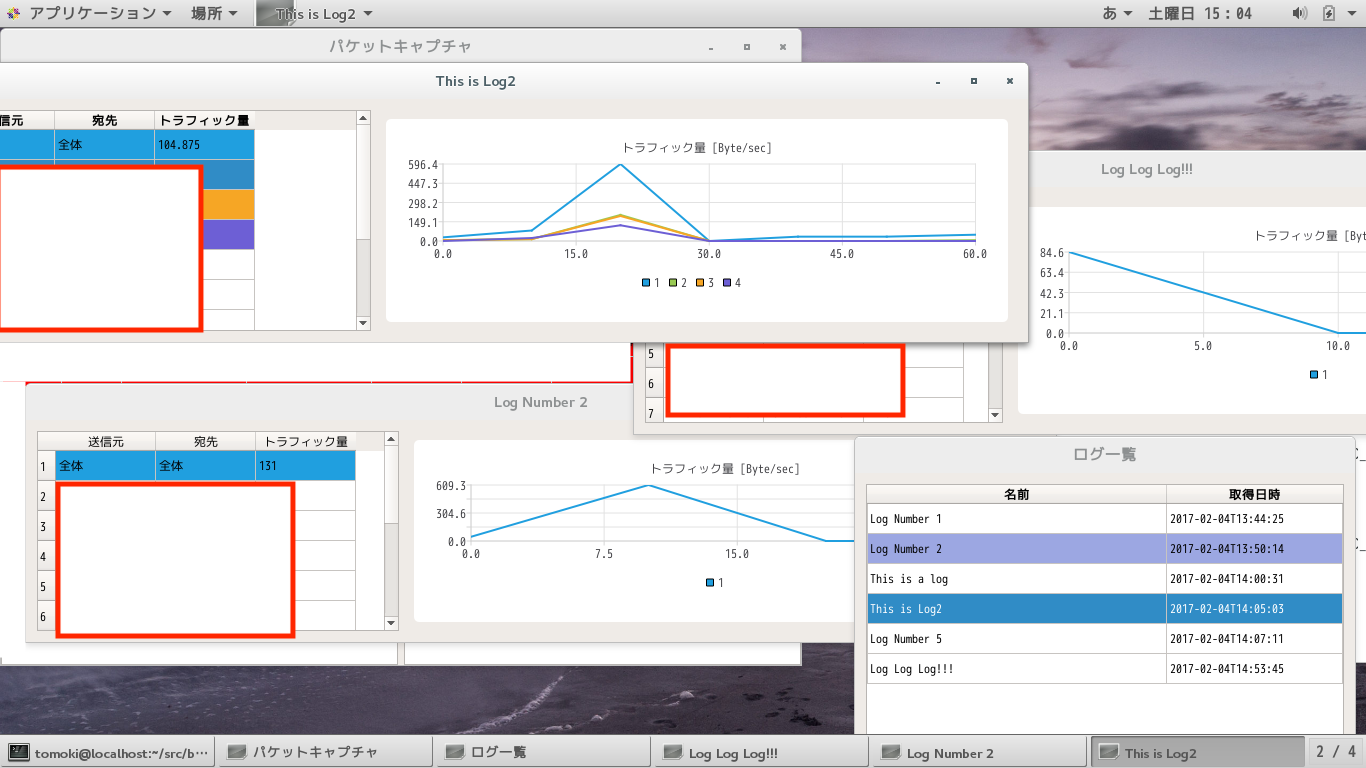 アプリケーション 場所 This is Log2 あ 土曜日 15：04
パケットキャプチャ
This is Log2
信元 宛先 トラフィック量
全体 104.875
トラフィック量 [Byte/sec]
596.4
447.3
298.2
149.1
0.0
0.0 15.0 30.0 45.0 60.0
1 2 3 4
Log Log Log!!!
トラフィック量 [Byte
84.6
63.4
42.3
21.1
0.0
0.0 5.0 10.0
1
5
6
7
Log Number 2
送信元 宛先 トラフィック量
1 全体 全体 131
2
3
4
5
6
トラフィック量 [Byte/sec]
609.3
304.6
0.0
0.0 7.5 15.0
1
ログ一覧
名前 取得日時
Log Number 1 2017-02-04T13:44:25
Log Number 2 2017-02-04T13:50:14
This is a log 2017-02-04T14:00:31
This is Log2 2017-02-04T14:05:03
Log Number 5 2017-02-04T14:07:11
Log Log Log!!! 2017-02-04T14:53:45
tomoki@localhost:~/src/b… パケットキャプチャ ログ一覧 Log Log Log!!! Log Number 2 This is Log2 2 / 4